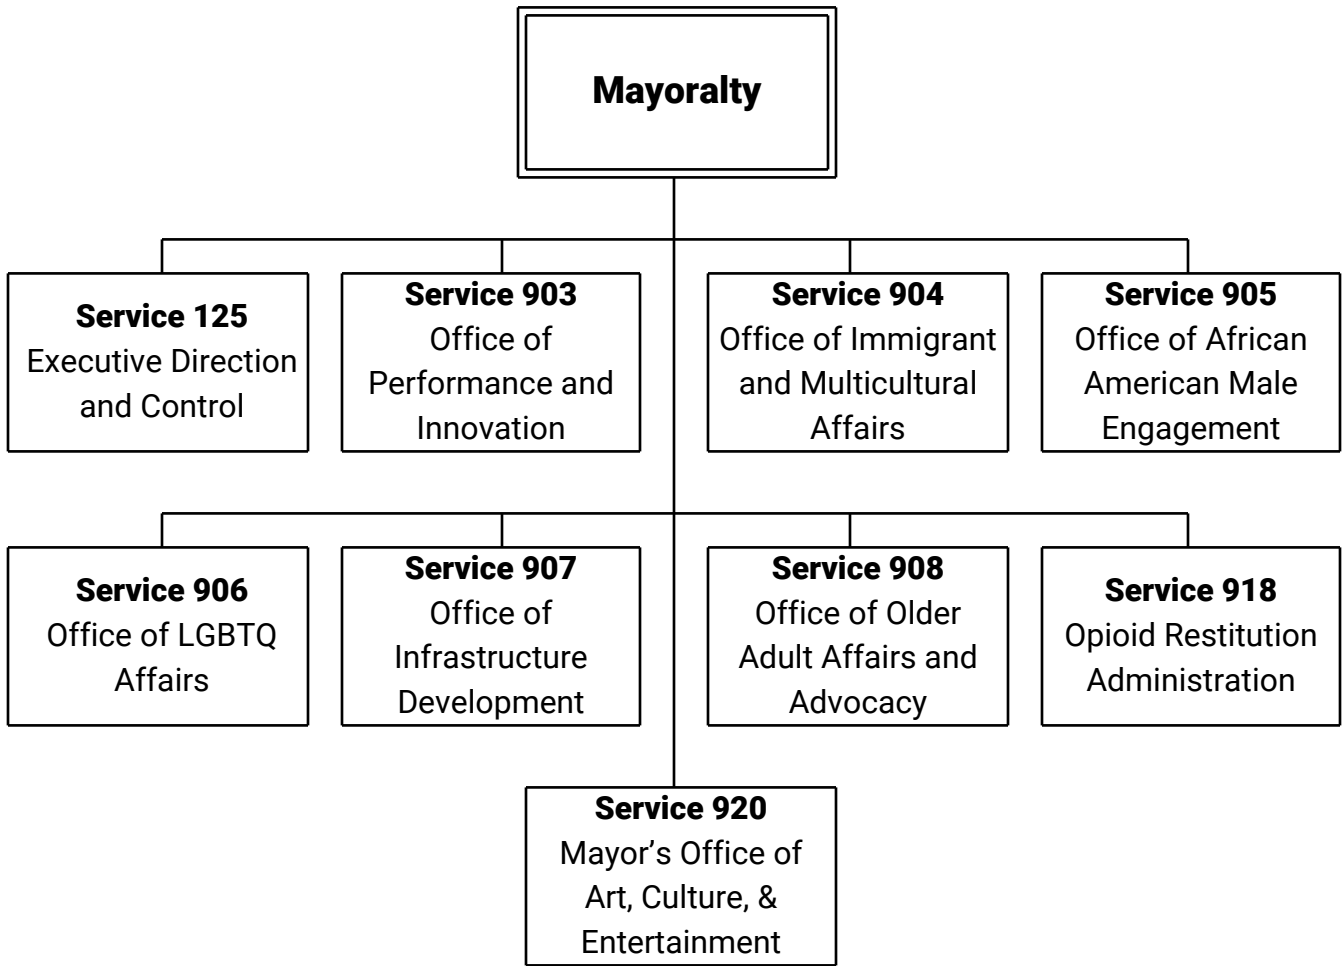 Mayoralty
Service 125
Executive Direction
and Control
Service 903
Office of
Performance and
Innovation
Service 904
Office of Immigrant
and Multicultural
Affairs
Service 905
Office of African
American Male
Engagement
Service 906
Office of LGBTQ
Affairs
Service 907
Office of
Infrastructure
Development
Service 908
Office of Older
Adult Affairs and
Advocacy
Service 918
Opioid Restitution
Administration
Service 920
Mayor’s Office of
Art, Culture, &
Entertainment